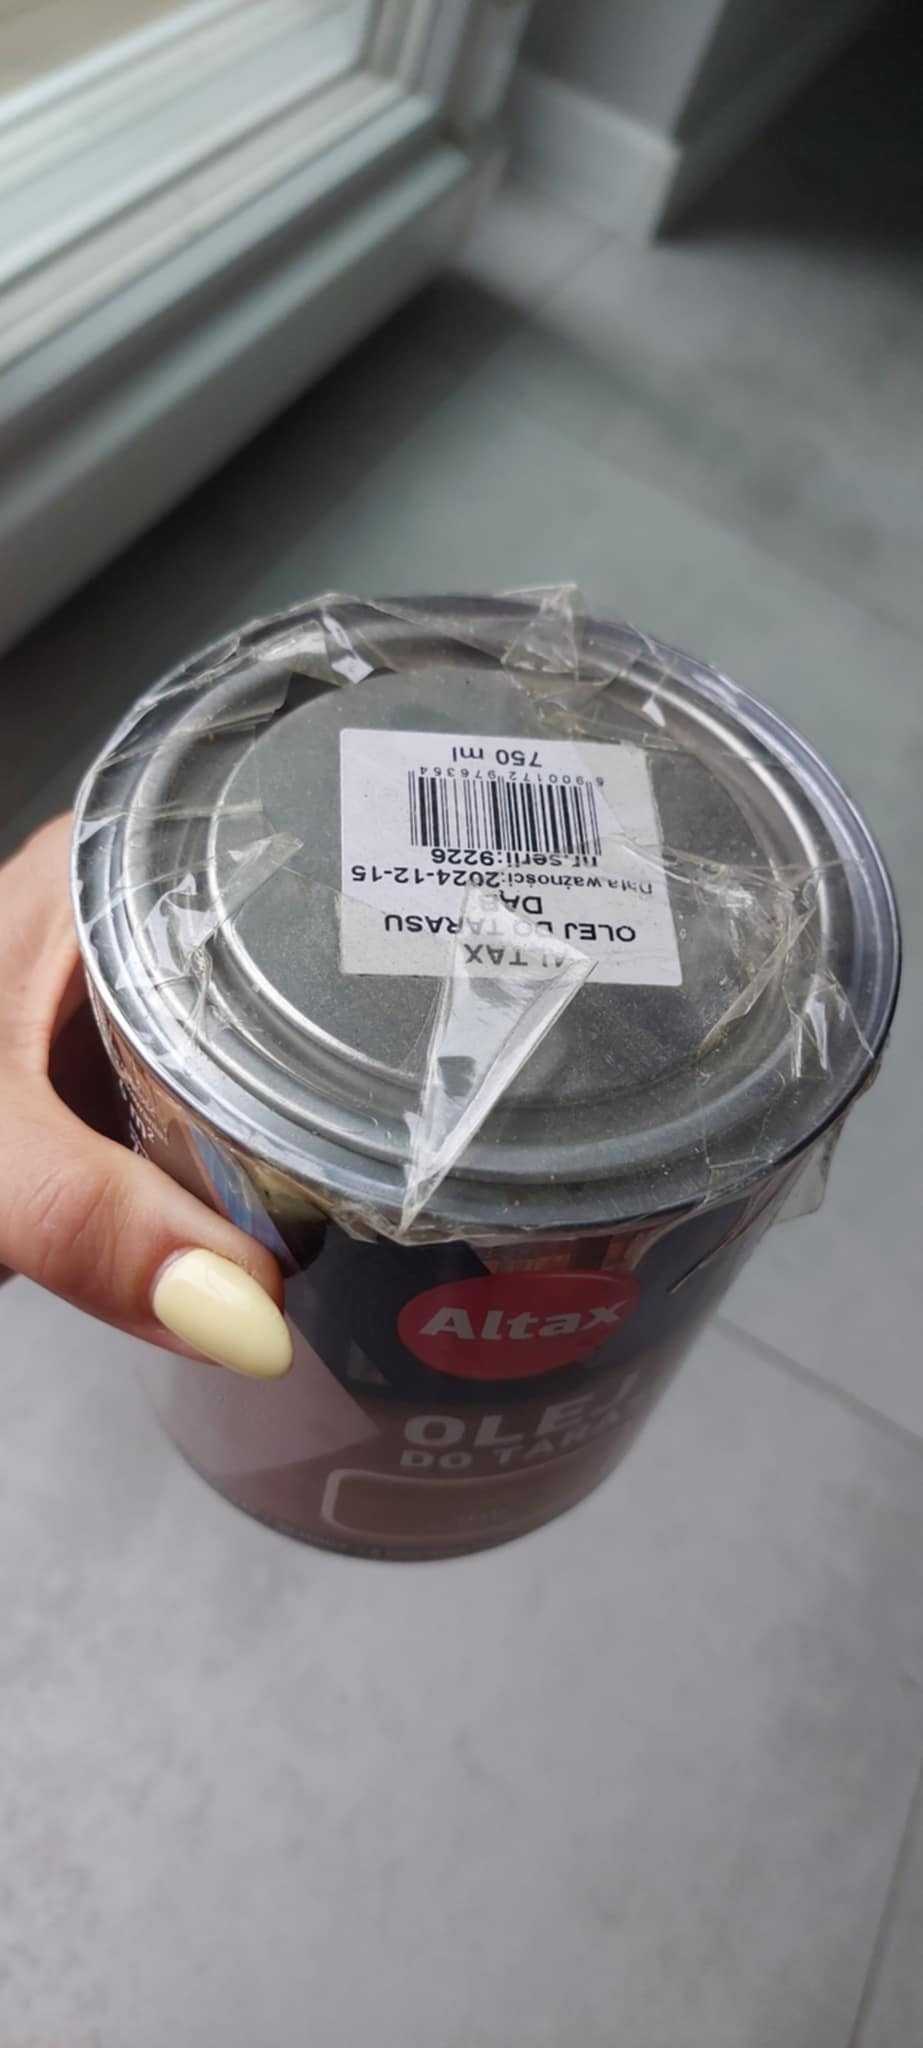 ALTAX
OLEJ DO TARASU
DĄB
Data ważności:2024-12-15
nr.serii:9226
5900172976354
750 ml
Altax
OLEJ
DO TARA